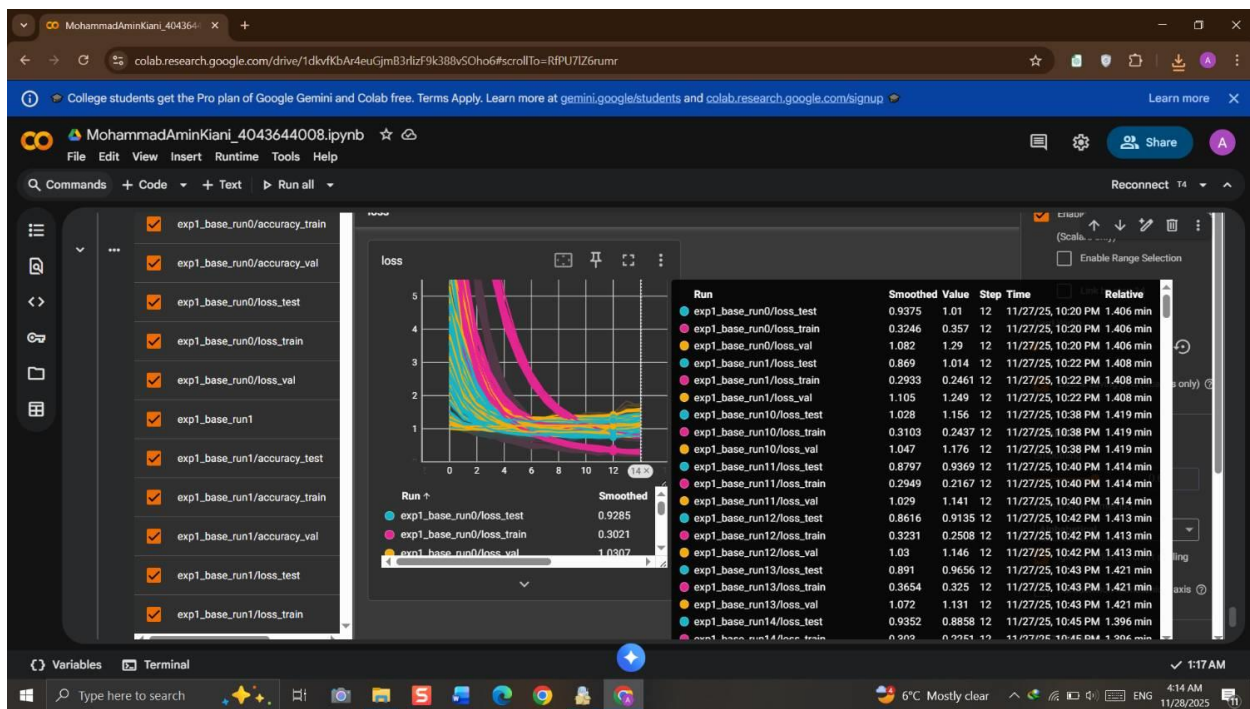 MohammadAminKiani_404364
colab.research.google.com/drive/1dkvfKbAr4euGjmB3rlizF9k388vSOho6#scrollTo=RfPU7lZ6rumr
College students get the Pro plan of Google Gemini and Colab free. Terms Apply. Learn more at gemini.google/students and colab.research.google.com/signup
Learn more
MohammadAminKiani_4043644008.ipynb
Share
A
File Edit View Insert Runtime Tools Help
Commands + Code + Text Run all
Reconnect T4
exp1_base_run0/accuracy_train
exp1_base_run0/accuracy_val
exp1_base_run0/loss_test
exp1_base_run0/loss_train
exp1_base_run0/loss_val
exp1_base_run1
exp1_base_run1/accuracy_test
exp1_base_run1/accuracy_train
exp1_base_run1/accuracy_val
exp1_base_run1/loss_test
exp1_base_run1/loss_train
loss
loss
5
4
3
2
1
0 2 4 6 8 10 12 14
Run Smoothed
exp1_base_run0/loss_test 0.9285
exp1_base_run0/loss_train 0.3021
exp1_base_run0/loss_val 1.0307
Enable Range Selection
Run Smoothed Value Step Time Relative
exp1_base_run0/loss_test 0.9375 1.01 12 11/27/25, 10:20 PM 1.406 min
exp1_base_run0/loss_train 0.3246 0.357 12 11/27/25, 10:20 PM 1.406 min
exp1_base_run0/loss_val 1.082 1.29 12 11/27/25, 10:20 PM 1.406 min
exp1_base_run1/loss_test 0.869 1.014 12 11/27/25, 10:22 PM 1.408 min
exp1_base_run1/loss_train 0.2933 0.2461 12 11/27/25, 10:22 PM 1.408 min
exp1_base_run1/loss_val 1.105 1.249 12 11/27/25, 10:22 PM 1.408 min
exp1_base_run10/loss_test 1.028 1.156 12 11/27/25, 10:38 PM 1.419 min
exp1_base_run10/loss_train 0.3103 0.2437 12 11/27/25, 10:38 PM 1.419 min
exp1_base_run10/loss_val 1.047 1.176 12 11/27/25, 10:38 PM 1.419 min
exp1_base_run11/loss_test 0.8797 0.9369 12 11/27/25, 10:40 PM 1.414 min
exp1_base_run11/loss_train 0.2949 0.2167 12 11/27/25, 10:40 PM 1.414 min
exp1_base_run11/loss_val 1.029 1.141 12 11/27/25, 10:40 PM 1.414 min
exp1_base_run12/loss_test 0.8616 0.9135 12 11/27/25, 10:42 PM 1.413 min
exp1_base_run12/loss_train 0.3231 0.2508 12 11/27/25, 10:42 PM 1.413 min
exp1_base_run12/loss_val 1.03 1.146 12 11/27/25, 10:42 PM 1.413 min
exp1_base_run13/loss_test 0.891 0.9656 12 11/27/25, 10:43 PM 1.421 min
exp1_base_run13/loss_train 0.3654 0.325 12 11/27/25, 10:43 PM 1.421 min
exp1_base_run13/loss_val 1.072 1.131 12 11/27/25, 10:43 PM 1.421 min
exp1_base_run14/loss_test 0.9352 0.8858 12 11/27/25, 10:45 PM 1.396 min
exp1_base_run14/loss_train 0.303 0.2251 12 11/27/25, 10:45 PM 1.396 min
s only)
ling
axis
Variables Terminal
1:17 AM
Type here to search
6°C Mostly clear
ENG
4:14 AM
11/28/2025